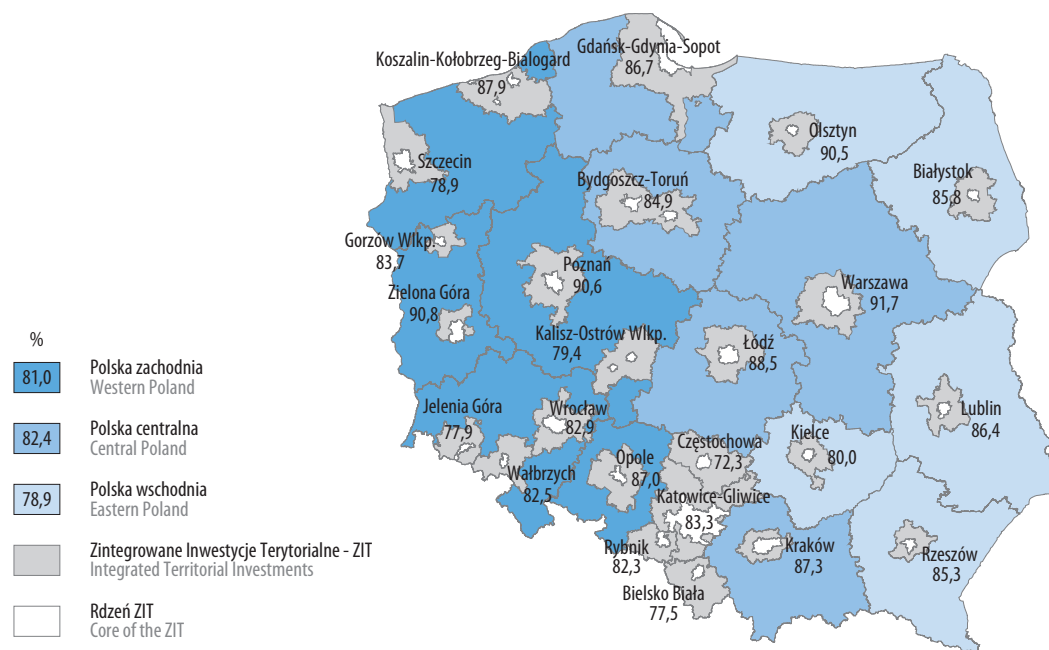 Gdańsk-Gdynia-Sopot
86,7
Koszalin-Kołobrzeg-Bialogard
87,9
Olsztyn
90,5
Szczecin
78,9
Bydgoszcz-Toruń
84,9
Białystok
85,8
Gorzów Wlkp.
83,7
Poznań
90,6
Zielona Góra
90,8
Warszawa
91,7
Kalisz-Ostrów Wlkp.
79,4
Łódź
88,5
%
81,0
Polska zachodnia
Western Poland
82,4
Polska centralna
Central Poland
78,9
Polska wschodnia
Eastern Poland
Zintegrowane Inwestycje Terytorialne - ZIT
Integrated Territorial Investments
Rdzeń ZIT
Core of the ZIT
Jelenia Góra
77,9
Wrocław
82,9
Lublin
86,4
Częstochowa
72,3
Kielce
80,0
Wałbrzych
82,5
Opole
87,0
Katowice-Gliwice
83,3
Rybnik
82,3
Kraków
87,3
Rzeszów
85,3
Bielsko Biała
77,5